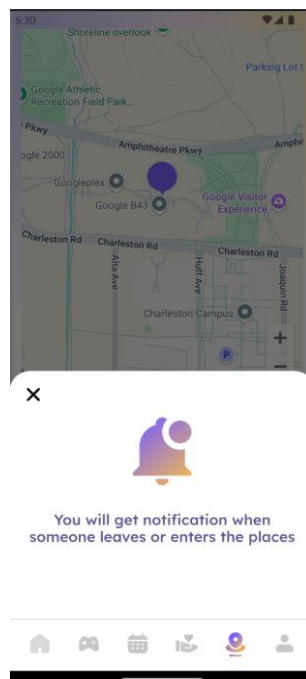 6:30
Shoreline overlook
Parking Lot
Google Athletic
Recreation Field Park...
Pkwy
Amphitheatre Pkwy
Amphi
ogle 2000
Googleplex
Google Visitor
Experience
Google B43
Charleston Rd
Charleston Rd
Charleston Rd
Alta Ave
Huff Ave
Joaquin Rd
Charleston Campus
+
P
−
×
You will get notification when
someone leaves or enters the places